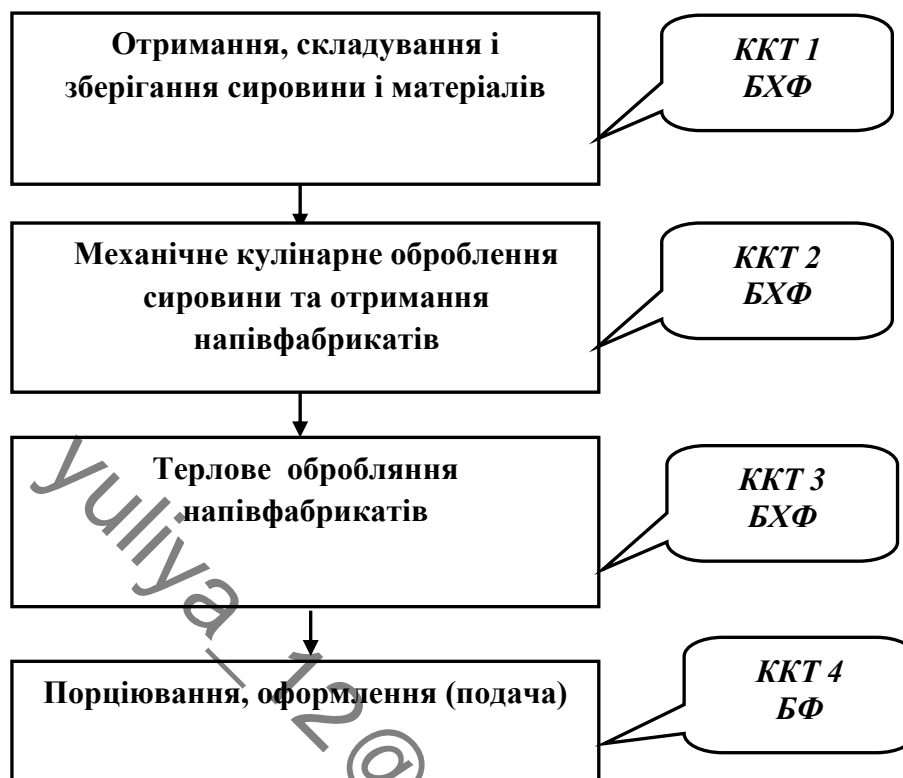 Отримання, складування і
зберігання сировини і матеріалів
ККТ 1
БХФ
Механічне кулінарне оброблення
сировини та отримання
напівфабрикатів
ККТ 2
БХФ
Терлове обробляння
напівфабрикатів
ККТ 3
БХФ
Порціювання, оформлення (подача)
ККТ 4
БФ
yuliya_12@